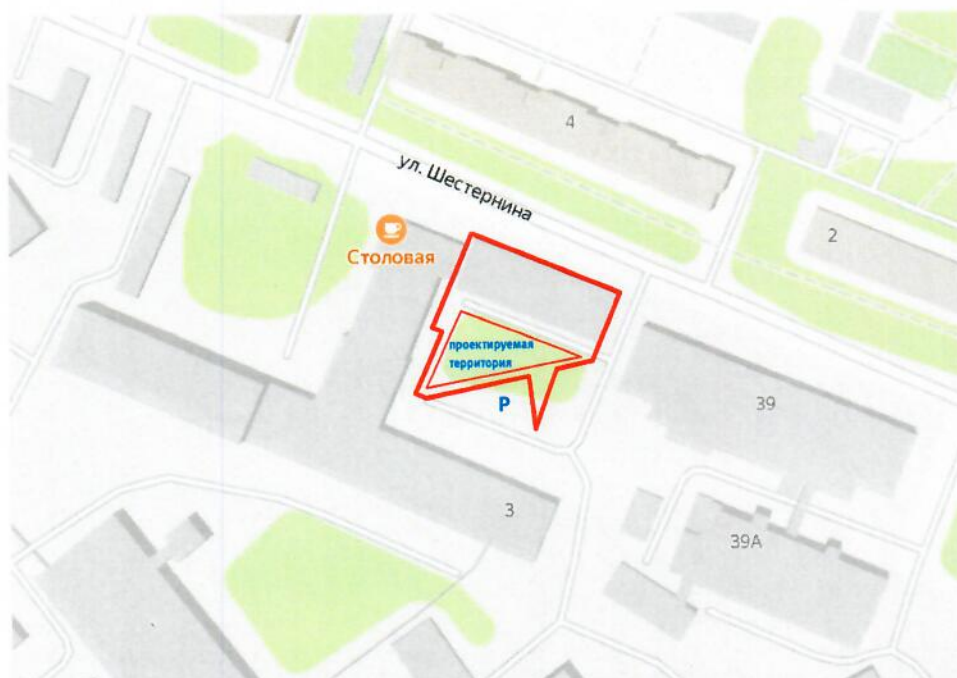 4
ул. Шестернина
2
Столовая
проектируемая
территория
P
39
3
39А